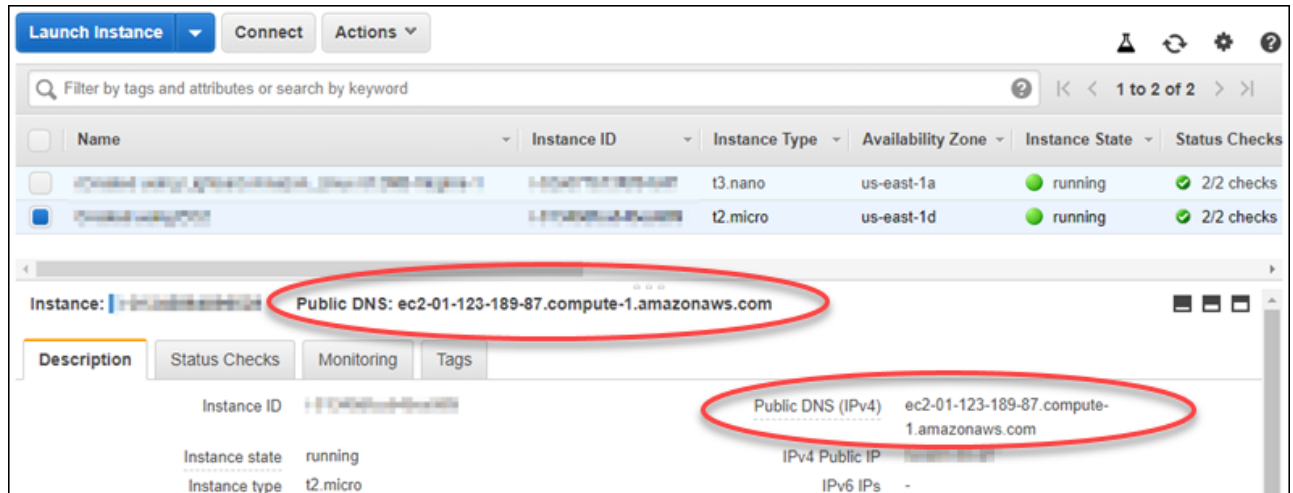 Launch Instance Connect Actions
Filter by tags and attributes or search by keyword 1 to 2 of 2
Name Instance ID Instance Type Availability Zone Instance State Status Checks
t3.nano us-east-1a running 2/2 checks
t2.micro us-east-1d running 2/2 checks
Instance: Public DNS: ec2-01-123-189-87.compute-1.amazonaws.com
Description Status Checks Monitoring Tags
Instance ID Public DNS (IPv4) ec2-01-123-189-87.compute-
1.amazonaws.com
Instance state running IPv4 Public IP
Instance type t2.micro IPv6 IPs -